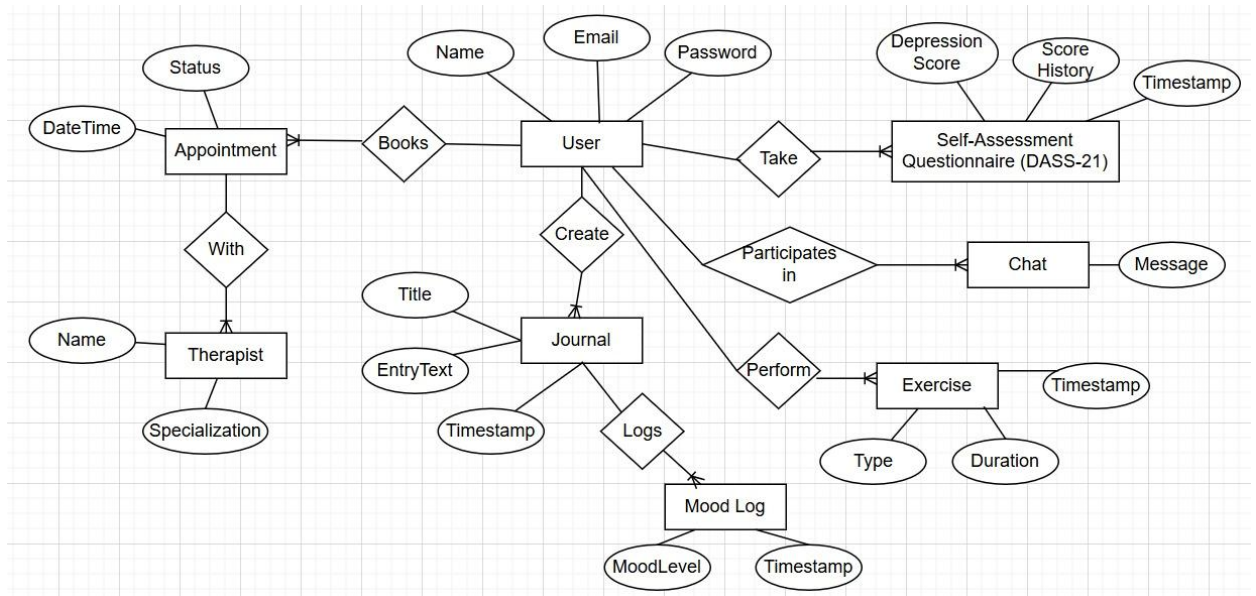 Status
DateTime
Appointment
Books
Name
Email
Password
User
Take
Depression
Score
Score
History
Timestamp
Self-Assessment
Questionnaire (DASS-21)
With
Create
Participates
in
Chat
Message
Name
Therapist
Specialization
Title
EntryText
Journal
Timestamp
Logs
Perform
Exercise
Timestamp
Type
Duration
Mood Log
MoodLevel
Timestamp